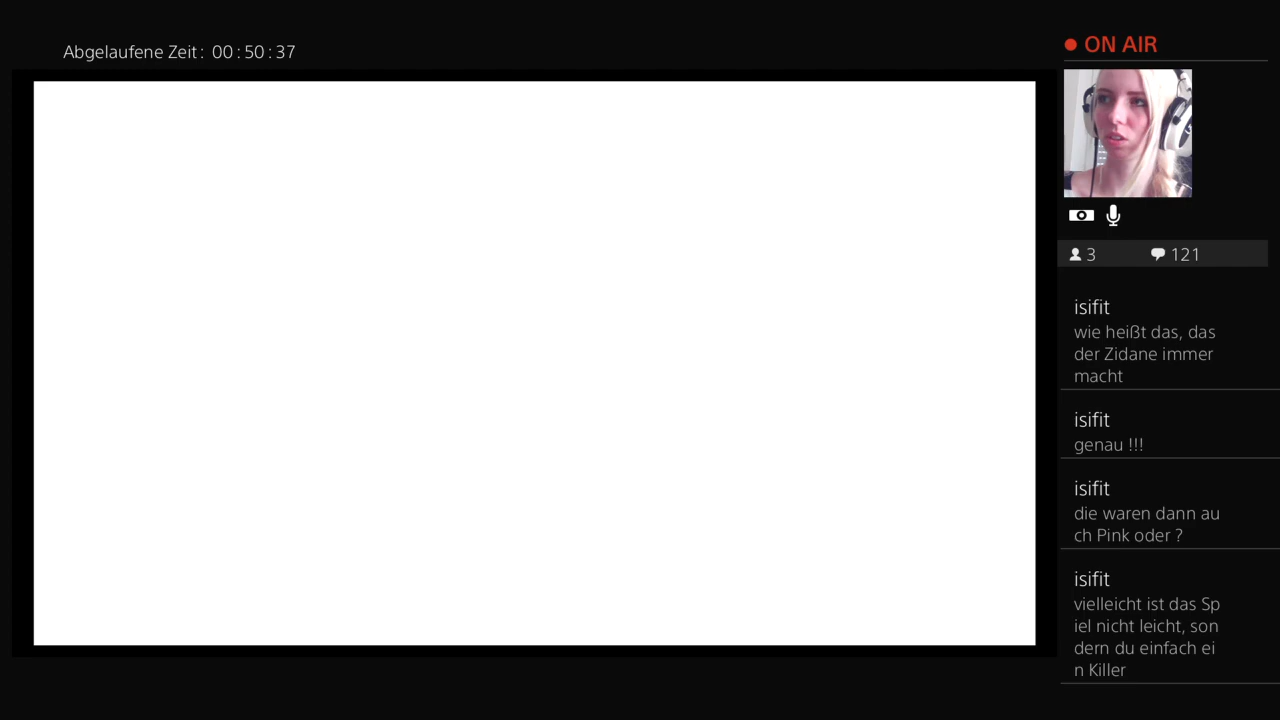 Abgelaufene Zeit: 00:50:37
ON AIR
3 121
isifit
wie heißt das, das
der Zidane immer
macht
isifit
genau !!!
isifit
die waren dann au
ch Pink oder ?
isifit
vielleicht ist das Sp
iel nicht leicht, son
dern du einfach ei
n Killer